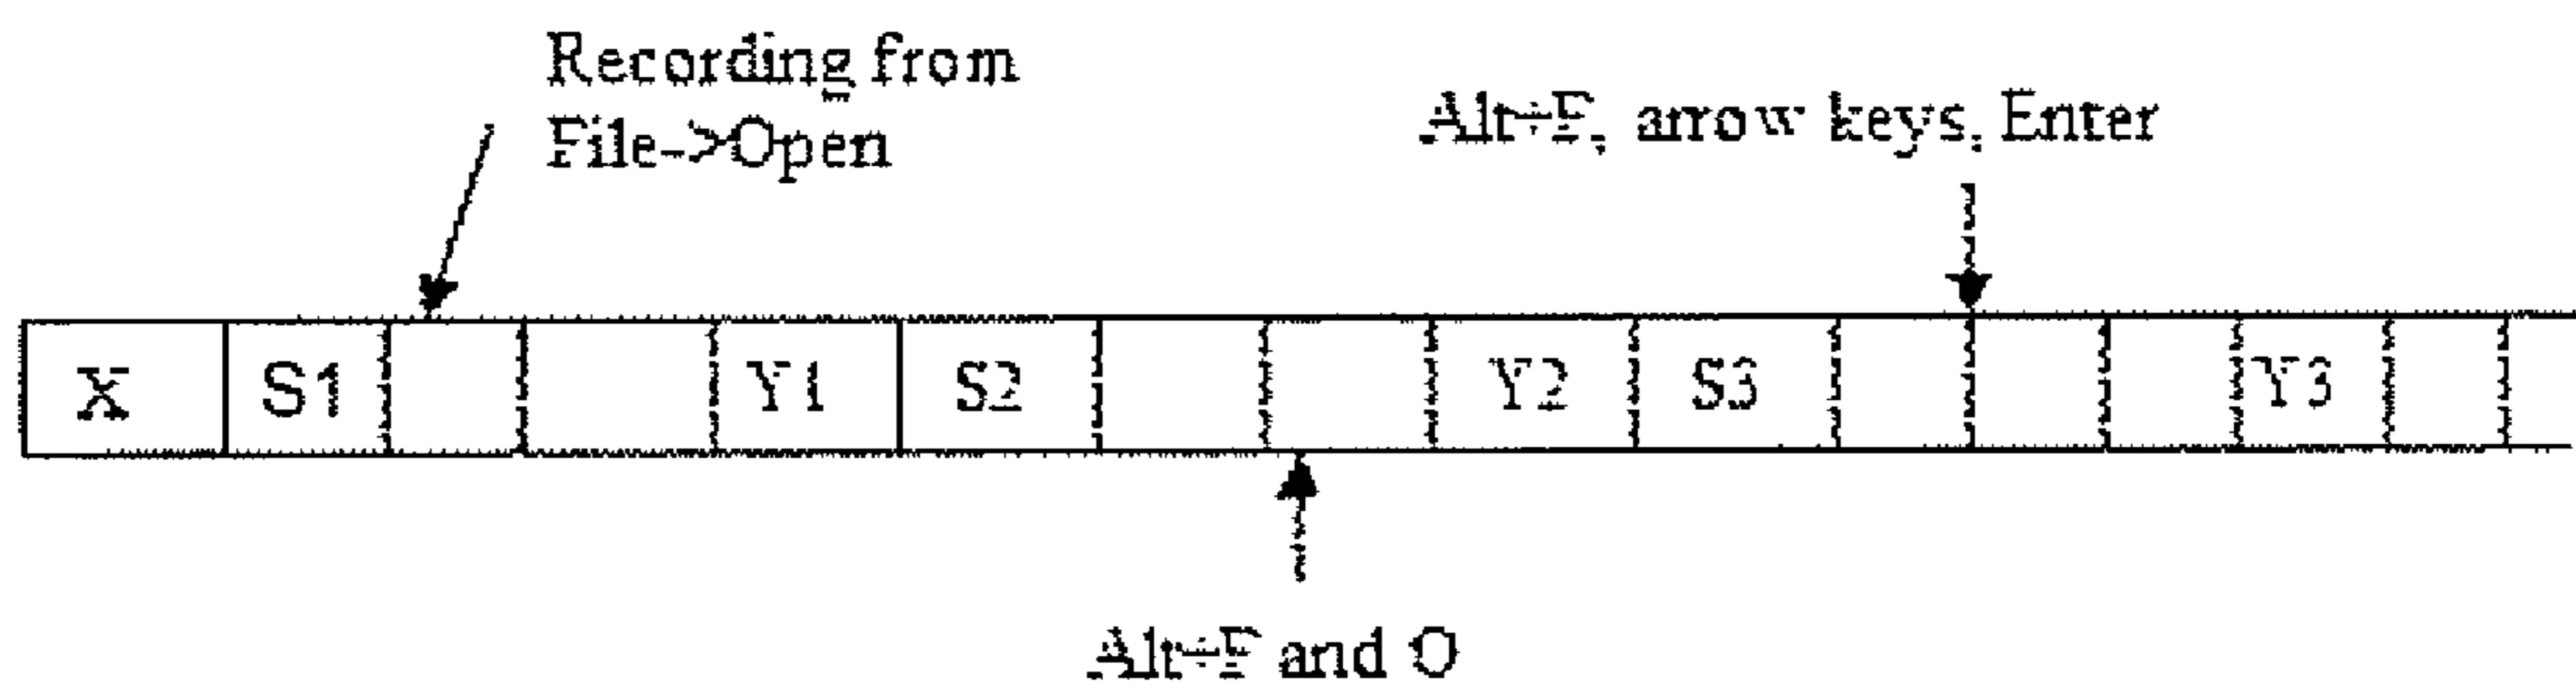 Recording from
File->Open
Alt+F, arrow keys, Enter
X S1 Y1 S2 Y2 S3 Y3
Alt+F and O